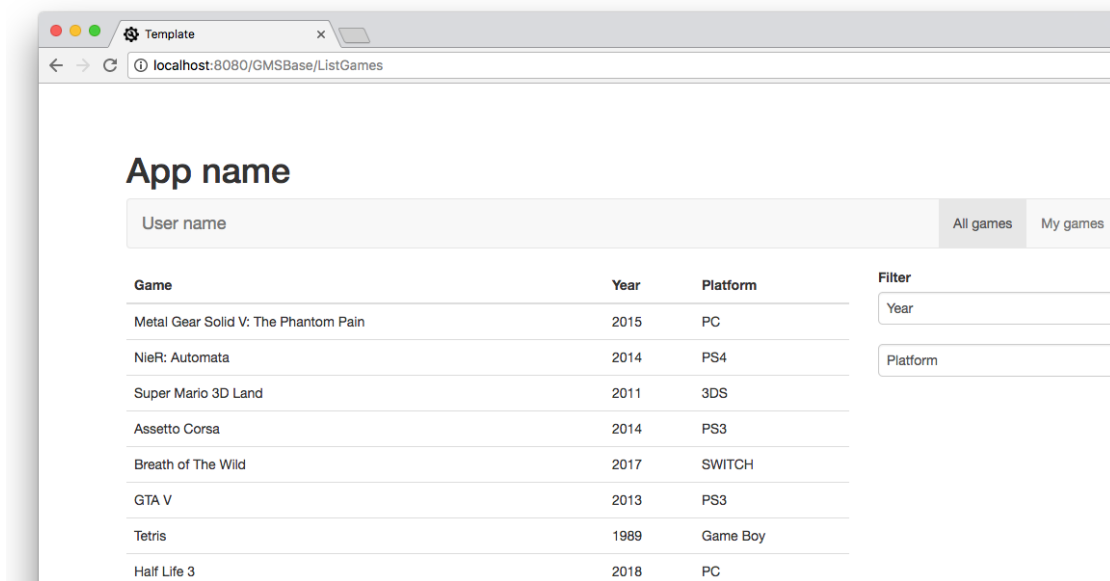 Template
localhost:8080/GMSBase/ListGames
App name
User name All games My games
Game Year Platform Filter
Metal Gear Solid V: The Phantom Pain 2015 PC Year
NieR: Automata 2014 PS4 Platform
Super Mario 3D Land 2011 3DS
Assetto Corsa 2014 PS3
Breath of The Wild 2017 SWITCH
GTA V 2013 PS3
Tetris 1989 Game Boy
Half Life 3 2018 PC